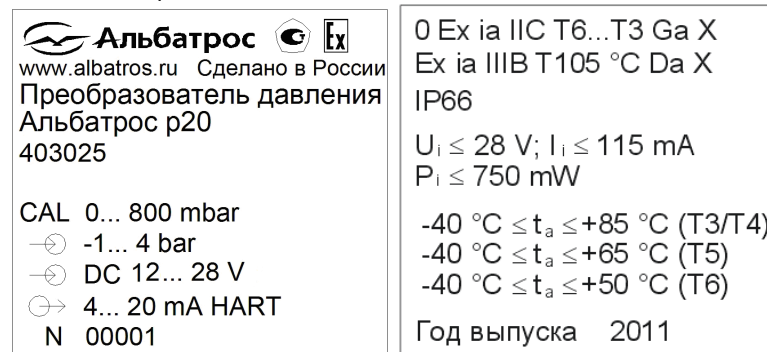 Альбатрос Ex
www.albatros.ru Сделано в России
Преобразователь давления
Альбатрос p20
403025
CAL 0... 800 mbar
-1... 4 bar
DC 12... 28 V
4... 20 mA HART
N 00001
0 Ex ia IIC T6...T3 Ga X
Ex ia IIIB T105 °C Da X
IP66
Ui ≤ 28 V; Ii ≤ 115 mA
Pi ≤ 750 mW
-40 °C ≤ ta ≤ +85 °C (T3/T4)
-40 °C ≤ ta ≤ +65 °C (T5)
-40 °C ≤ ta ≤ +50 °C (T6)
Год выпуска 2011